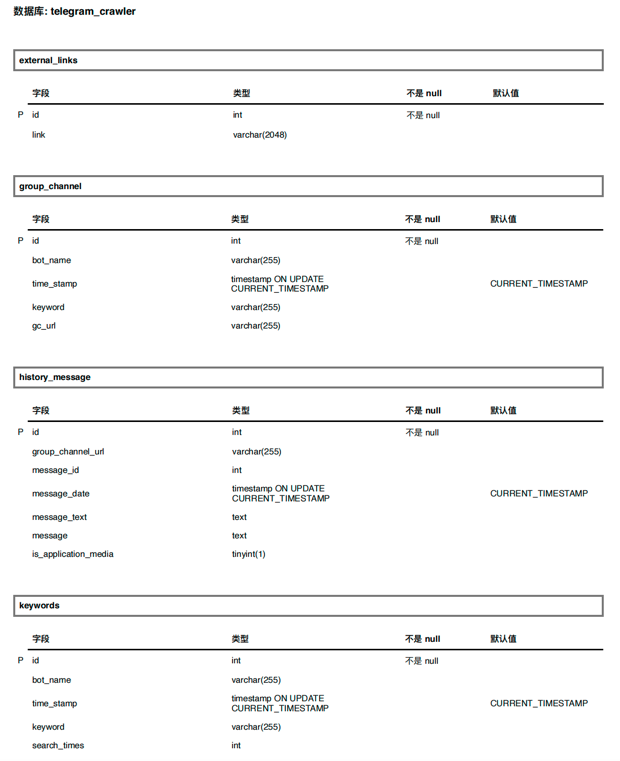 数据库: telegram_crawler
external_links
字段 类型 不是 null 默认值
P id int 不是 null
link varchar(2048)
group_channel
字段 类型 不是 null 默认值
P id int 不是 null
bot_name varchar(255)
time_stamp timestamp ON UPDATE CURRENT_TIMESTAMP CURRENT_TIMESTAMP
keyword varchar(255)
gc_url varchar(255)
history_message
字段 类型 不是 null 默认值
P id int 不是 null
group_channel_url varchar(255)
message_id int
message_date timestamp ON UPDATE CURRENT_TIMESTAMP CURRENT_TIMESTAMP
message_text text
message text
is_application_media tinyint(1)
keywords
字段 类型 不是 null 默认值
P id int 不是 null
bot_name varchar(255)
time_stamp timestamp ON UPDATE CURRENT_TIMESTAMP CURRENT_TIMESTAMP
keyword varchar(255)
search_times int